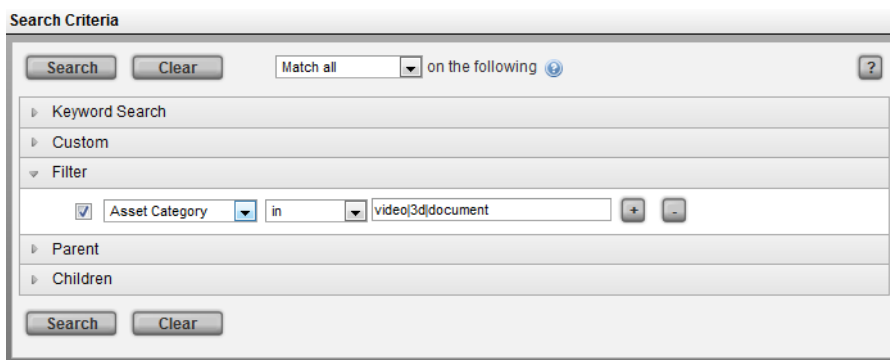 Search Criteria
Search Clear Match all on the following ?
Keyword Search
Custom
Filter
Asset Category in video|3d|document + -
Parent
Children
Search Clear